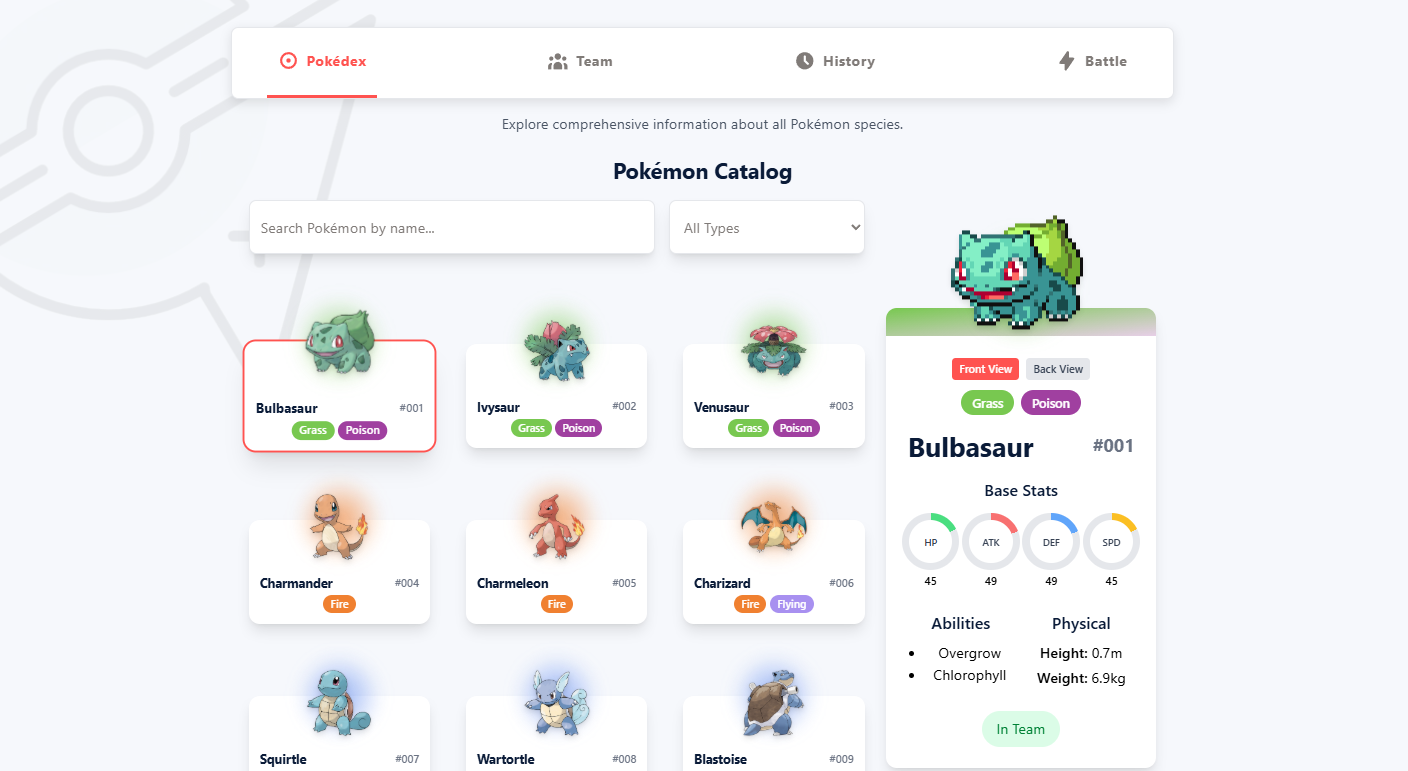 Pokédex
Team
History
Battle
Explore comprehensive information about all Pokémon species.
Pokémon Catalog
Search Pokémon by name...
All Types
Bulbasaur #001
Grass Poison
Ivysaur #002
Grass Poison
Venusaur #003
Grass Poison
Charmander #004
Fire
Charmeleon #005
Fire
Charizard #006
Fire Flying
Squirtle #007
Wartortle #008
Blastoise #009
Front View Back View
Grass Poison
Bulbasaur #001
Base Stats
HP ATK DEF SPD
45 49 49 45
Abilities
Overgrow
Chlorophyll
Physical
Height: 0.7m
Weight: 6.9kg
In Team